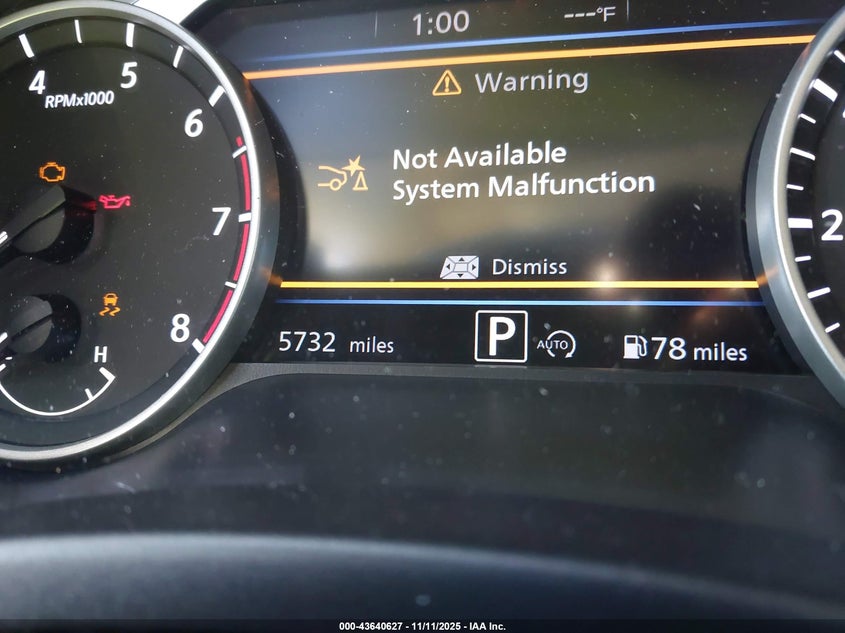 1:00
---°F
4
5
RPMx1000
Warning
6
Not Available
System Malfunction
7
2
Dismiss
8
5732 miles
P
AUTO
78 miles
H
000-43640627 - 11/11/2025 - IAA Inc.